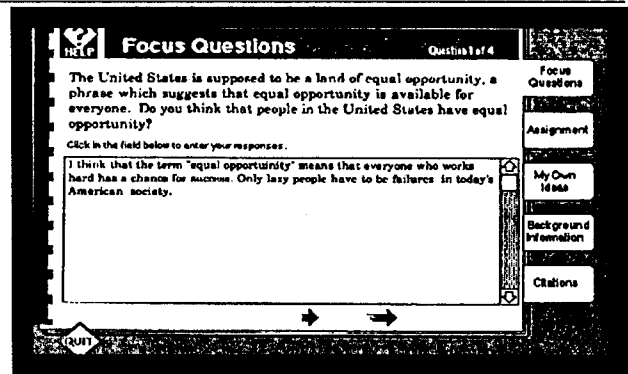 HELP
Focus Questions
Question 1 of 4
The United States is supposed to be a land of equal opportunity, a
phrase which suggests that equal opportunity is available for
everyone. Do you think that people in the United States have equal
opportunity?
Click in the field below to enter your responses.
I think that the term "equal opportuinity" means that everyone who works
hard has a chance for success. Only lazy people have to be failures in today's
American society.
Focus
Questions
Assignment
My Own
Ideas
Background
Information
Citations
QUIT